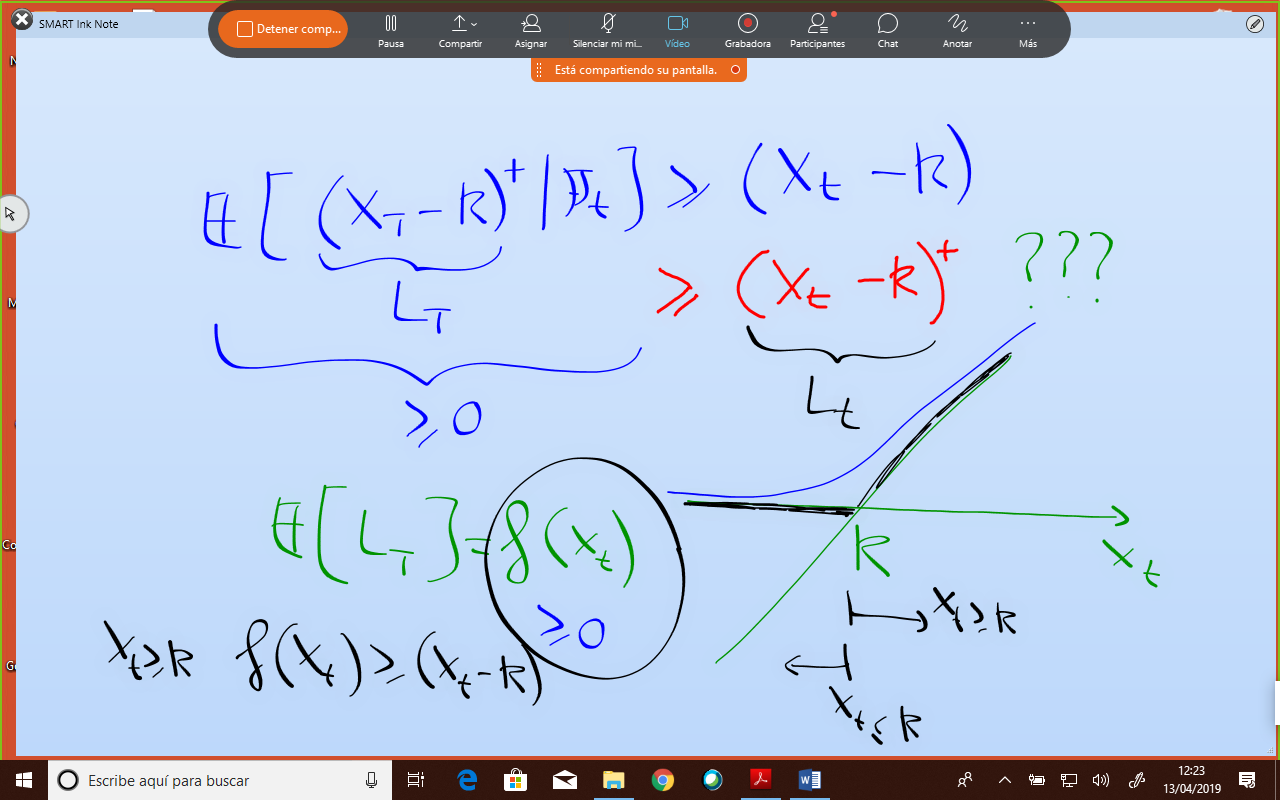 SMART Ink Note
Detener comp...
Pausa
Compartir
Asignar
Silenciar mi mi...
Vídeo
Grabadora
Participantes
Chat
Anotar
Más
Está compartiendo su pantalla.
E[(X_T - K)^+ | F_t] ≥ (X_t - K)
L_T
≥ (X_t - K)^+ ???
L_t
≥ 0
E[L_T] = f(X_t)
≥ 0
K
X_t
X_t ≥ K f(X_t) ≥ (X_t - K)
X_t ≥ K
X_t ≤ K
Escribe aquí para buscar
12:23
13/04/2019